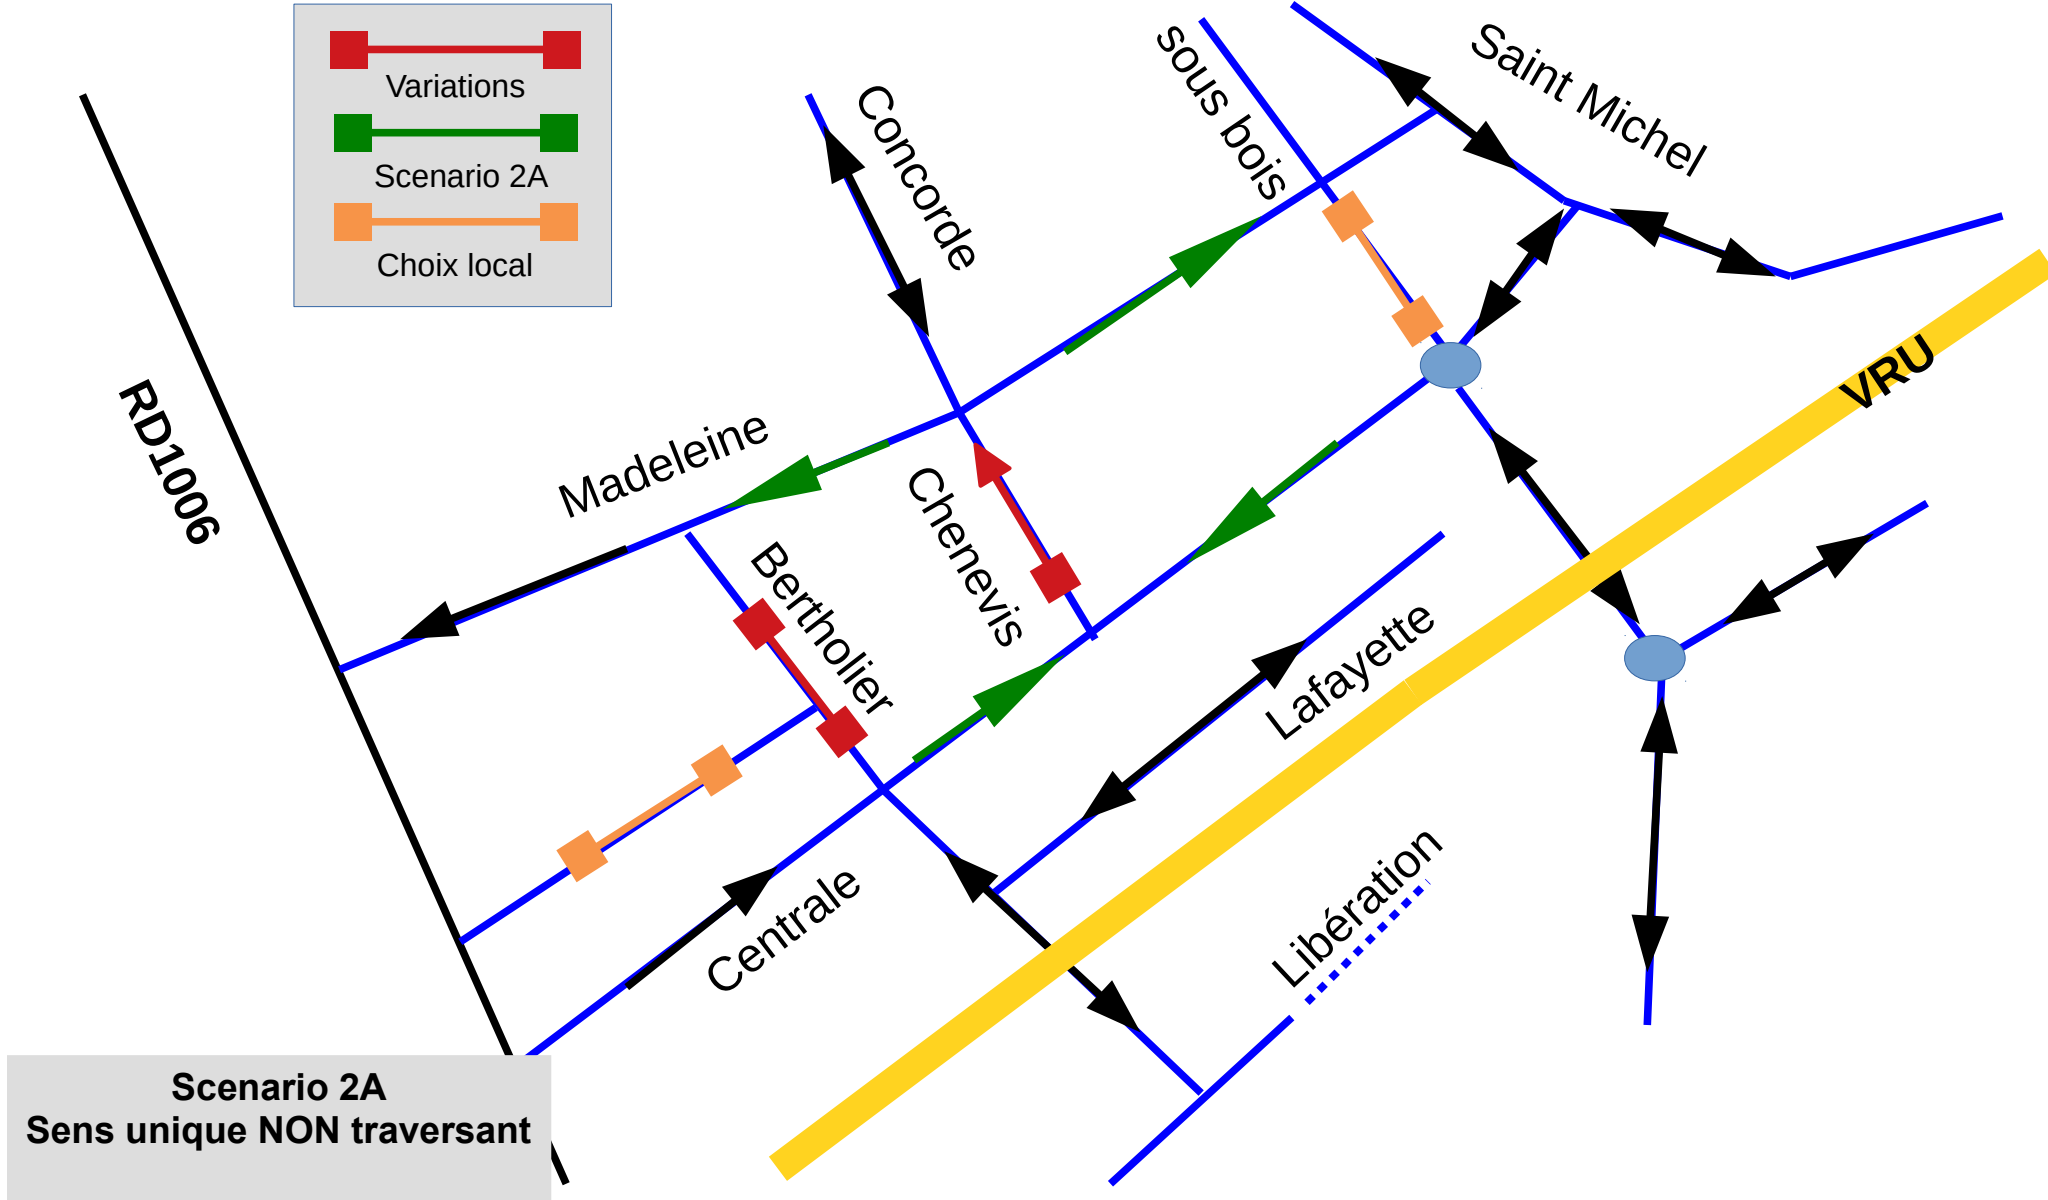 Variations
Scenario 2A
Choix local
Concorde
sous bois
Saint Michel
RD1006
Madeleine
Chenevis
VRU
Bertholier
Lafayette
Centrale
Libération
Scenario 2A
Sens unique NON traversant